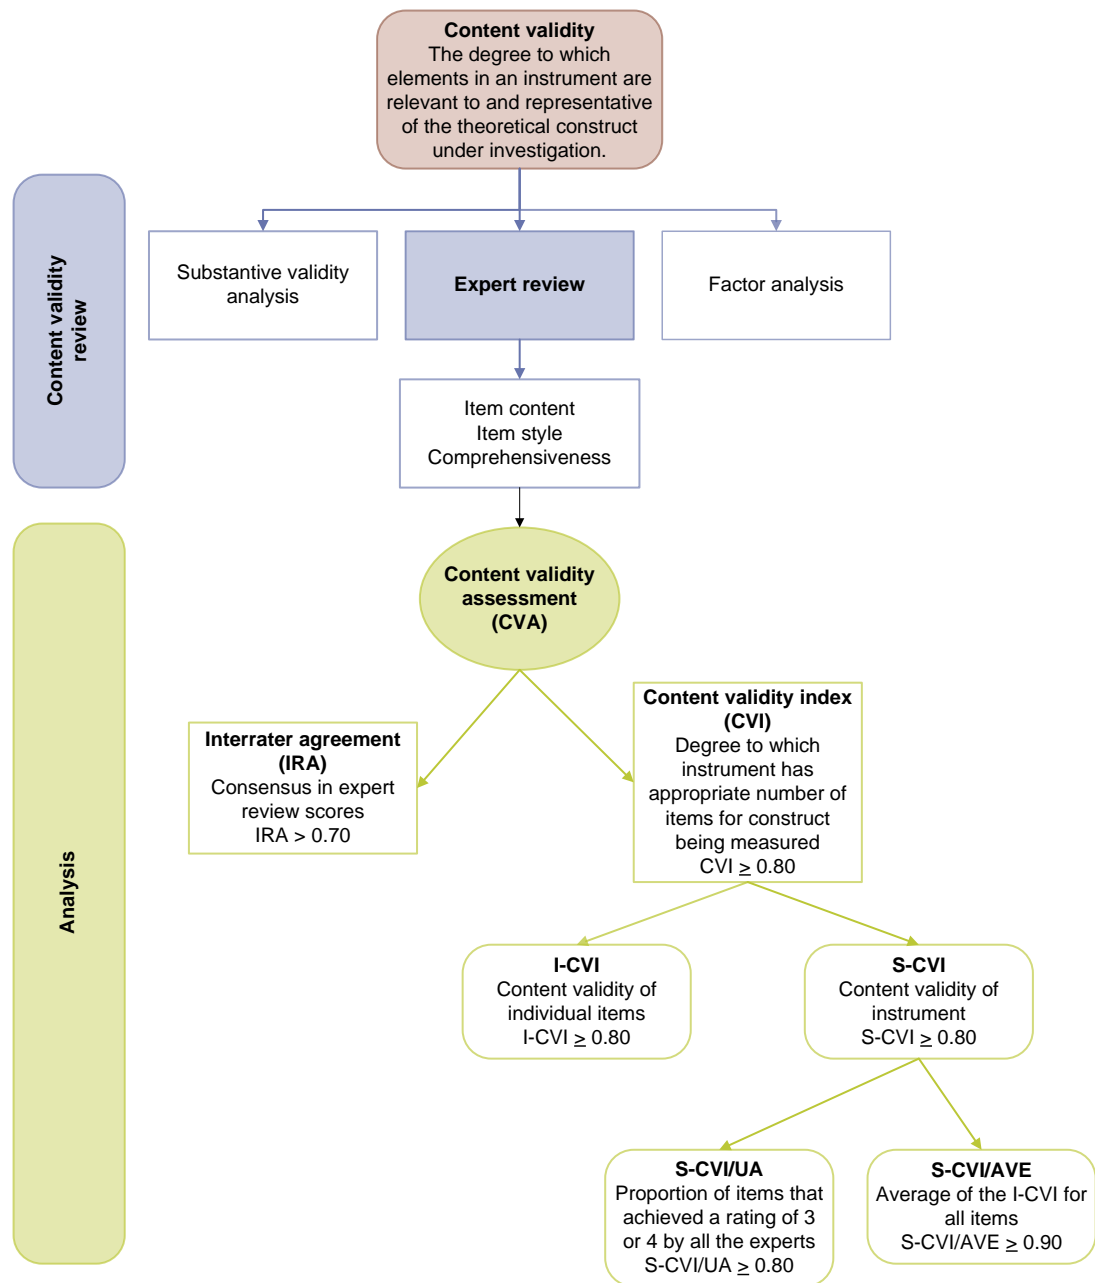 Content validity
The degree to which
elements in an instrument are
relevant to and representative
of the theoretical construct
under investigation.
Content validity
review
Substantive validity
analysis
Expert review
Factor analysis
Item content
Item style
Comprehensiveness
Analysis
Content validity
assessment
(CVA)
Interrater agreement
(IRA)
Consensus in expert
review scores
IRA > 0.70
Content validity index
(CVI)
Degree to which
instrument has
appropriate number of
items for construct
being measured
CVI ≥ 0.80
I-CVI
Content validity of
individual items
I-CVI ≥ 0.80
S-CVI
Content validity of
instrument
S-CVI ≥ 0.80
S-CVI/UA
Proportion of items that
achieved a rating of 3
or 4 by all the experts
S-CVI/UA ≥ 0.80
S-CVI/AVE
Average of the I-CVI for
all items
S-CVI/AVE ≥ 0.90